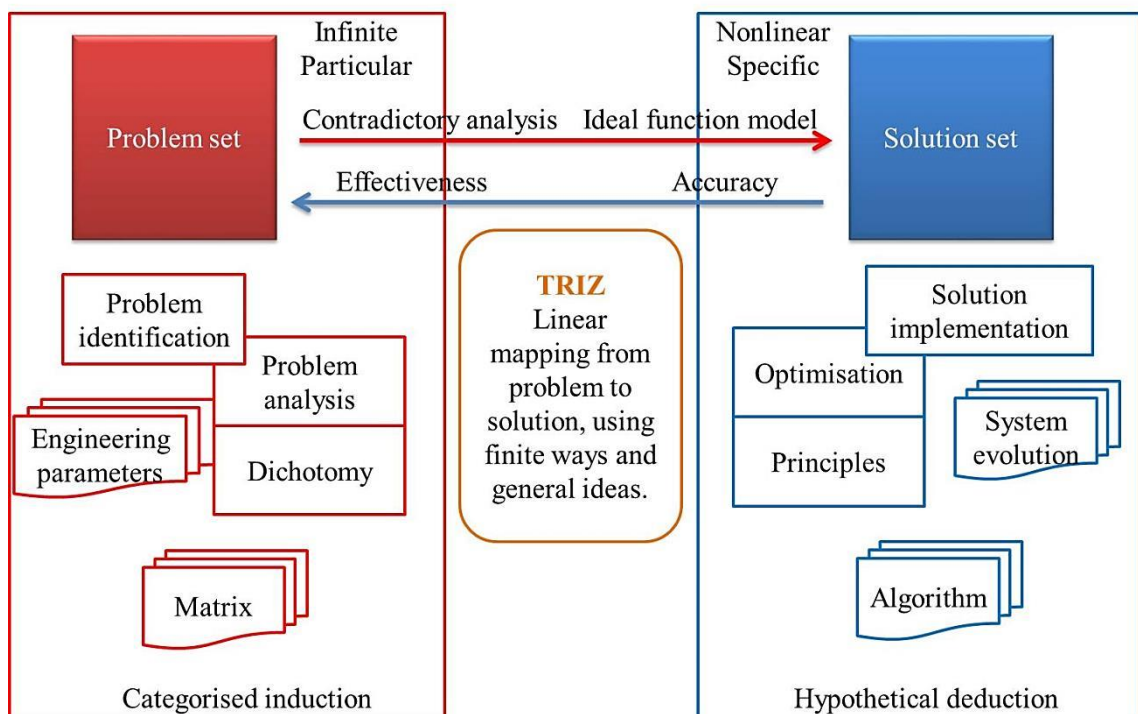 Infinite
Particular
Nonlinear
Specific
Problem set
Contradictory analysis
Ideal function model
Solution set
Effectiveness
Accuracy
Problem
identification
Problem
analysis
Dichotomy
Engineering
parameters
Matrix
Categorised induction
TRIZ
Linear
mapping from
problem to
solution, using
finite ways and
general ideas.
Solution
implementation
Optimisation
Principles
System
evolution
Algorithm
Hypothetical deduction